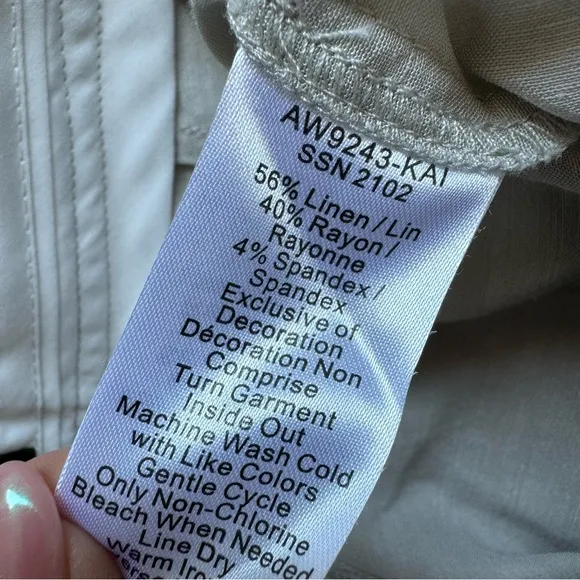 AW9243-KAI
SSN 2102
56% Linen / Lin
40% Rayon /
Rayonne
4% Spandex /
Spandex
Exclusive of
Decoration
Décoration Non
Comprise
Turn Garment
Inside Out
Machine Wash Cold
with Like Colors
Gentle Cycle
Only Non-Chlorine
Bleach When Needed
Line Dry
Warm